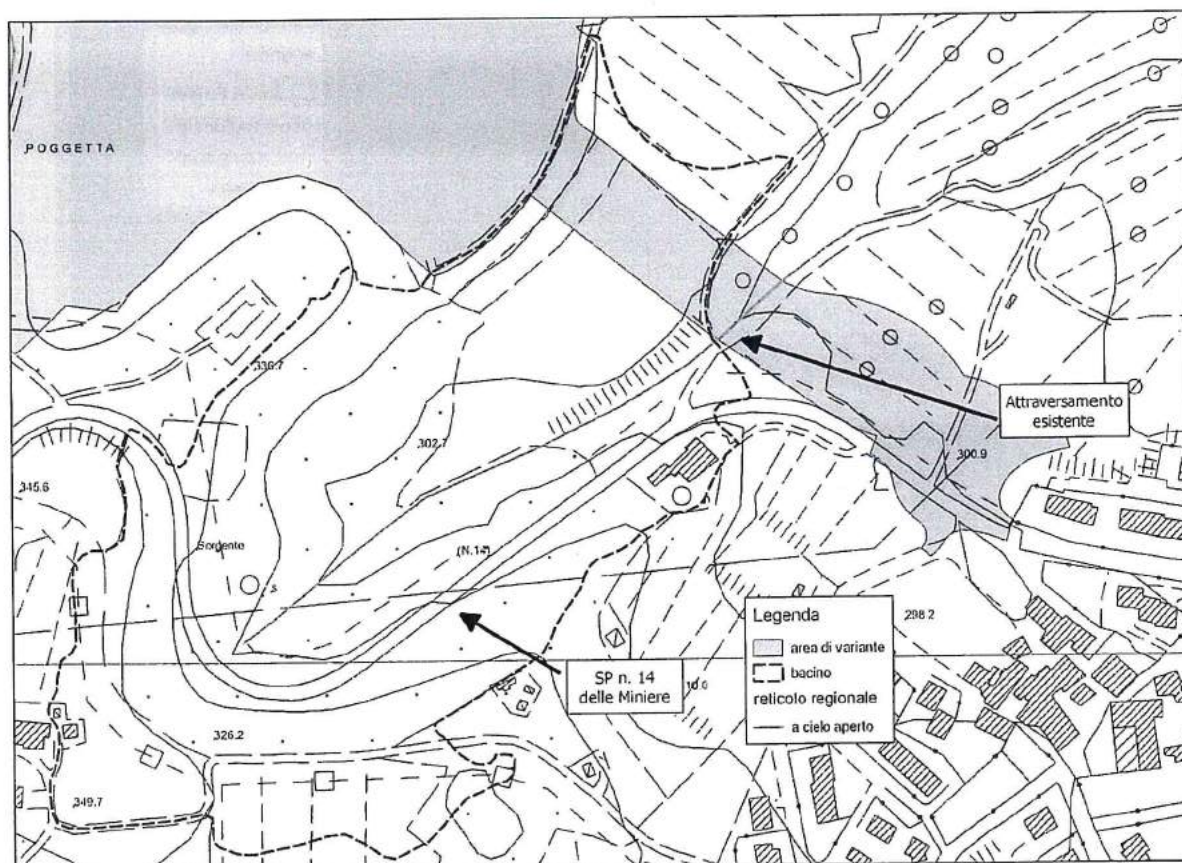 POGGETTA
336.7
302.7
Attraversamento
esistente
300.9
345.6
Sorgente
(N.14)
s
298.2
Legenda
area di variante
bacino
reticolo regionale
a cielo aperto
SP n. 14
delle Miniere
326.2
349.7